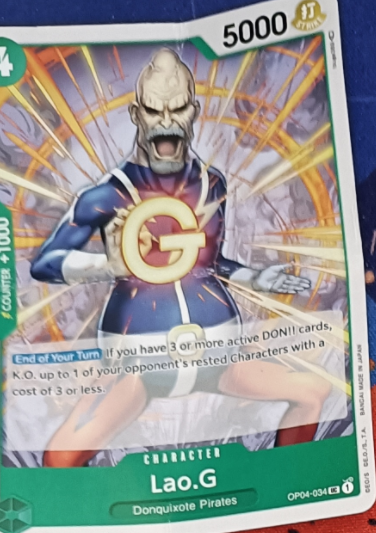 4
5000
STRIKE
COUNTER +1000
G
End of Your Turn If you have 3 or more active DON!! cards,
K.O. up to 1 of your opponent's rested Characters with a
cost of 3 or less.
CHARACTER
Lao.G
Donquixote Pirates
OP04-034 UC 1
BANDAI MADE IN JAPAN